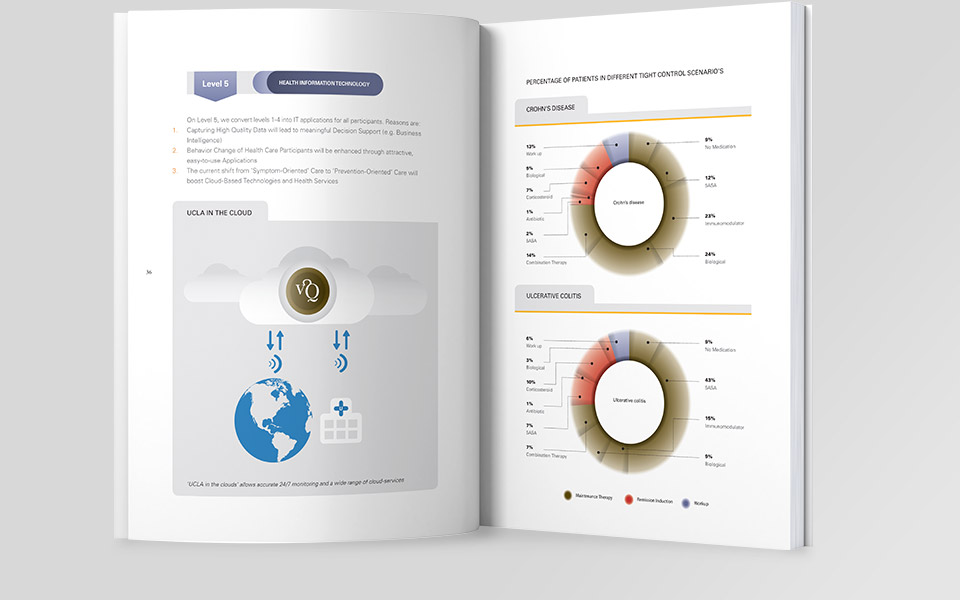 Level 5
HEALTH INFORMATION TECHNOLOGY
On Level 5, we convert levels 1-4 into IT applications for all participants. Reasons are:
1. Capturing High Quality Data will lead to meaningful Decision Support (e.g. Business
Intelligence)
2. Behavior Change of Health Care Participants will be enhanced through attractive,
easy-to-use Applications
3. The current shift from 'Symptom-Oriented' Care to 'Prevention-Oriented' Care will
boost Cloud-Based Technologies and Health Services
UCLA IN THE CLOUD
36
'UCLA in the clouds' allows accurate 24/7 monitoring and a wide range of cloud-services
PERCENTAGE OF PATIENTS IN DIFFERENT TIGHT CONTROL SCENARIO'S
CROHN'S DISEASE
12%
Work up
5%
Biological
7%
Corticosteroid
1%
Antibiotic
2%
5ASA
14%
Combination Therapy
Crohn's disease
No Medication
12%
5ASA
23%
Immunomodulator
24%
Biological
ULCERATIVE COLITIS
6%
Work up
3%
Biological
10%
Corticosteroid
1%
Antibiotic
7%
5ASA
7%
Combination Therapy
Ulcerative colitis
No Medication
43%
5ASA
15%
Immunomodulator
Biological
Maintenance Therapy
Remission Induction
Workup